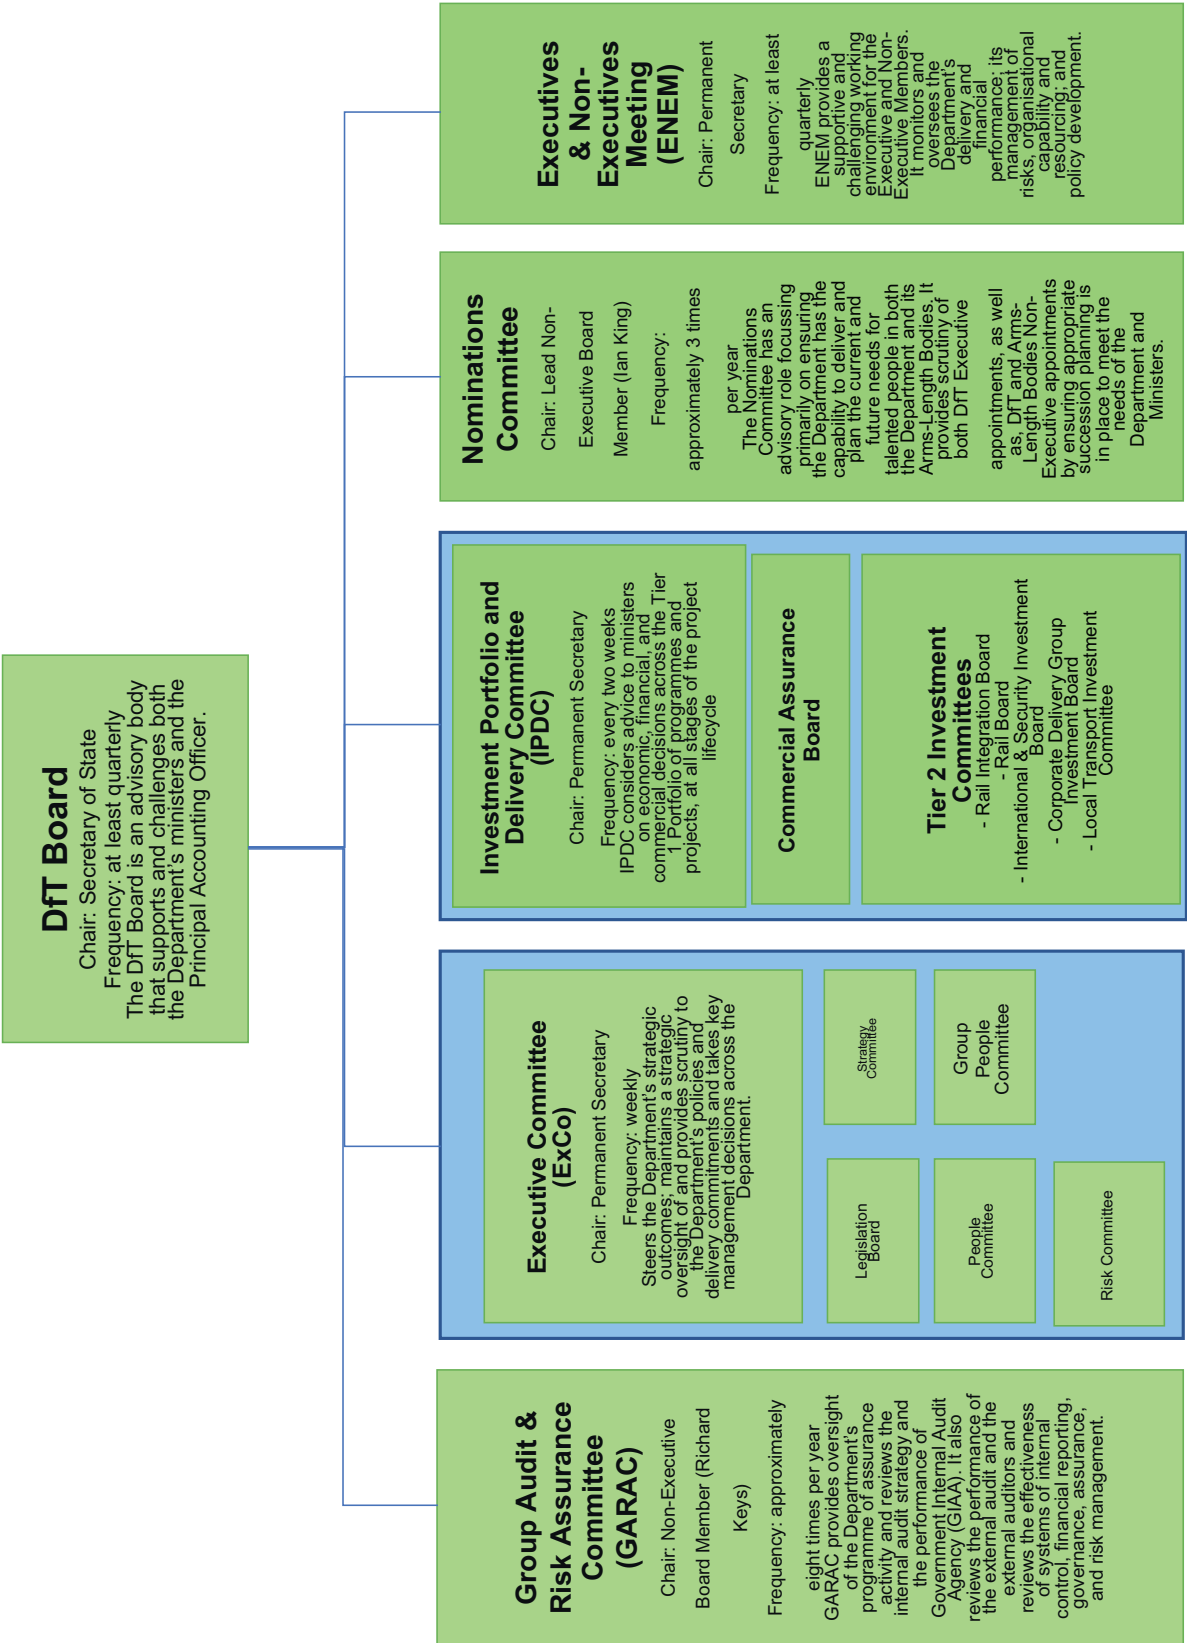 DfT Board
Chair: Secretary of State
Frequency: at least quarterly
The DfT Board is an advisory body
that supports and challenges both
the Department's ministers and the
Principal Accounting Officer.
Group Audit &
Risk Assurance
Committee
(GARAC)
Chair: Non-Executive
Board Member (Richard
Keys)
Frequency: approximately
eight times per year
GARAC provides oversight
of the Department's
programme of assurance
activity and reviews the
internal audit strategy and
the performance of
Government Internal Audit
Agency (GIAA). It also
reviews the performance of
the external audit and the
external auditors and
reviews the effectiveness
of systems of internal
control, financial reporting,
governance, assurance,
and risk management.
Executive Committee
(ExCo)
Chair: Permanent Secretary
Frequency: weekly
Steers the Department's strategic
outcomes; maintains a strategic
oversight of and provides scrutiny to
the Department's policies and
delivery commitments and takes key
management decisions across the
Department.
Legislation
Board
Strategy
Committee
People
Committee
Group
People
Committee
Risk Committee
Investment Portfolio and
Delivery Committee
(IPDC)
Chair: Permanent Secretary
Frequency: every two weeks
IPDC considers advice to ministers
on economic, financial, and
commercial decisions across the Tier
1 Portfolio of programmes and
projects, at all stages of the project
lifecycle
Commercial Assurance
Board
Tier 2 Investment
Committees
- Rail Integration Board
- Rail Board
- International & Security Investment
Board
- Corporate Delivery Group
Investment Board
- Local Transport Investment
Committee
Nominations
Committee
Chair: Lead Non-
Executive Board
Member (Ian King)
Frequency:
approximately 3 times
per year
The Nominations
Committee has an
advisory role focussing
primarily on ensuring
the Department has the
capability to deliver and
plan the current and
future needs for
talented people in both
the Department and its
Arms-Length Bodies. It
provides scrutiny of
both DfT Executive
appointments, as well
as, DfT and Arms-
Length Bodies Non-
Executive appointments
by ensuring appropriate
succession planning is
in place to meet the
needs of the
Department and
Ministers.
Executives
& Non-
Executives
Meeting
(ENEM)
Chair: Permanent
Secretary
Frequency: at least
quarterly
ENEM provides a
supportive and
challenging working
environment for the
Executive and Non-
Executive Members.
It monitors and
oversees the
Department's
delivery and
financial
performance; its
management of
risks, organisational
capability and
resourcing; and
policy development.